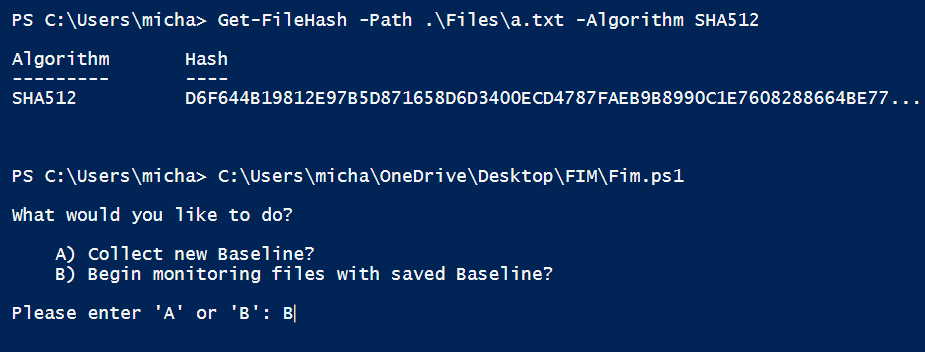 PS C:\Users\micha> Get-FileHash -Path .\Files\a.txt -Algorithm SHA512
Algorithm       Hash
---------       ----
SHA512          D6F644B19812E97B5D871658D6D3400ECD4787FAEB9B8990C1E7608288664BE77...
PS C:\Users\micha> C:\Users\micha\OneDrive\Desktop\FIM\Fim.ps1
What would you like to do?
    A) Collect new Baseline?
    B) Begin monitoring files with saved Baseline?
Please enter 'A' or 'B': B